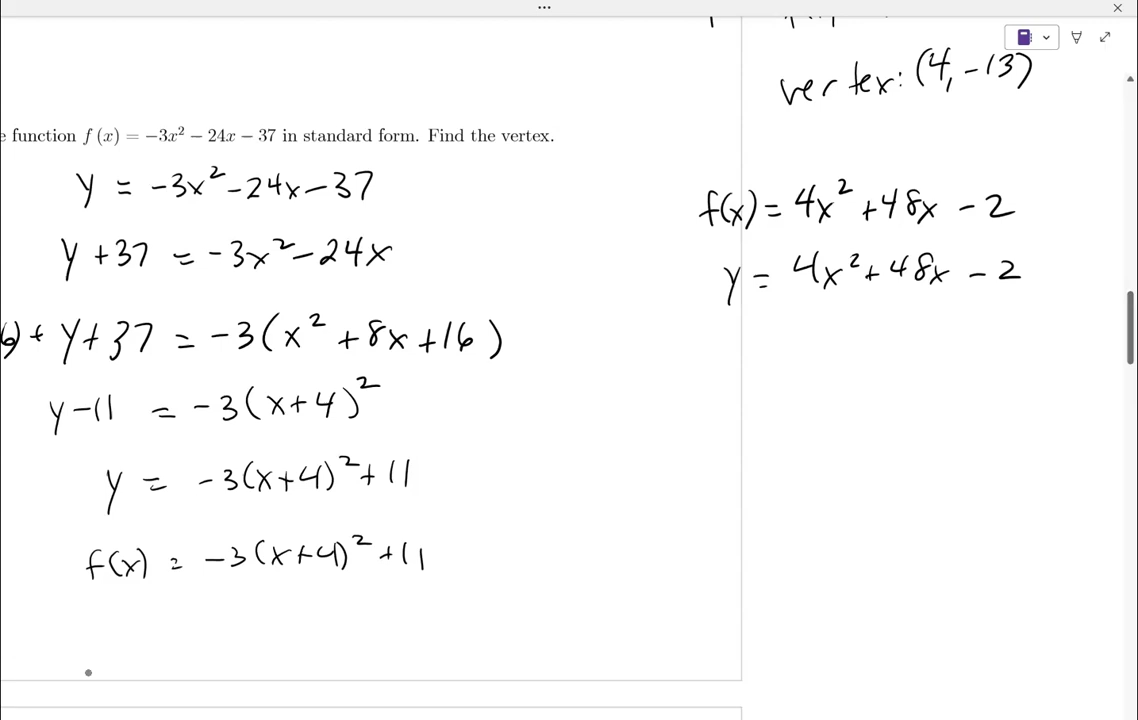 vertex: (4, -13)
e function f (x) = −3x² − 24x − 37 in standard form. Find the vertex.
y = -3x²-24x-37
y +37 = -3x²-24x
6)+ y+37 = -3(x² +8x+16)
y-11 = -3(x+4)²
y = -3(x+4)²+11
f(x) = -3(x+4)²+11
f(x) = 4x² +48x -2
y = 4x²+48x -2